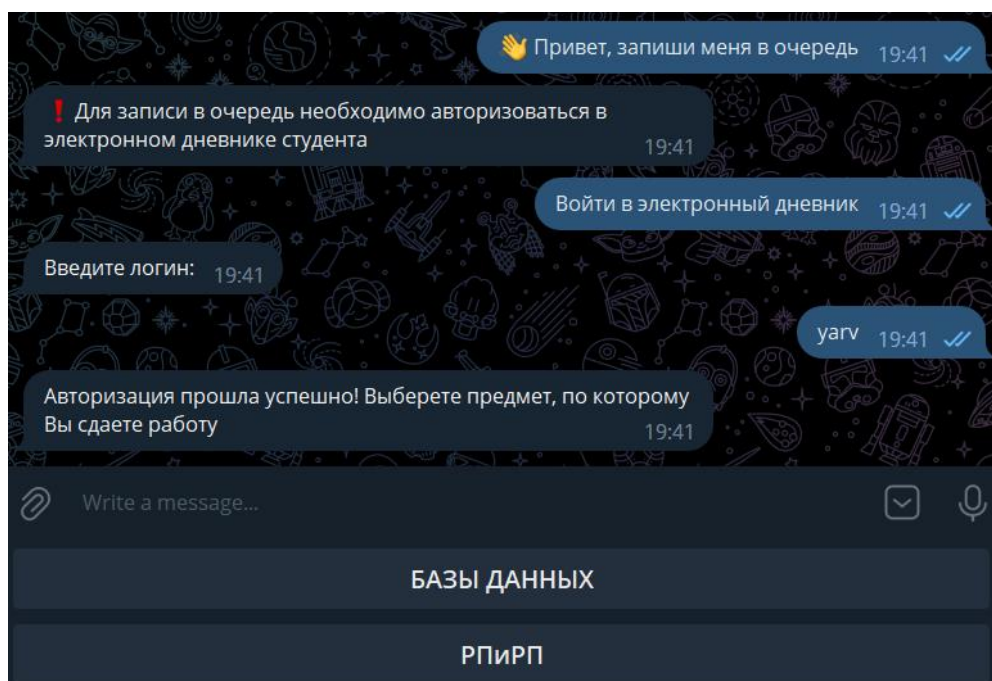 👋 Привет, запиши меня в очередь 19:41
❗ Для записи в очередь необходимо авторизоваться в
электронном дневнике студента 19:41
Войти в электронный дневник 19:41
Введите логин: 19:41
yarv 19:41
Авторизация прошла успешно! Выберете предмет, по которому
Вы сдаете работу 19:41
Write a message...
БАЗЫ ДАННЫХ
РПиРП